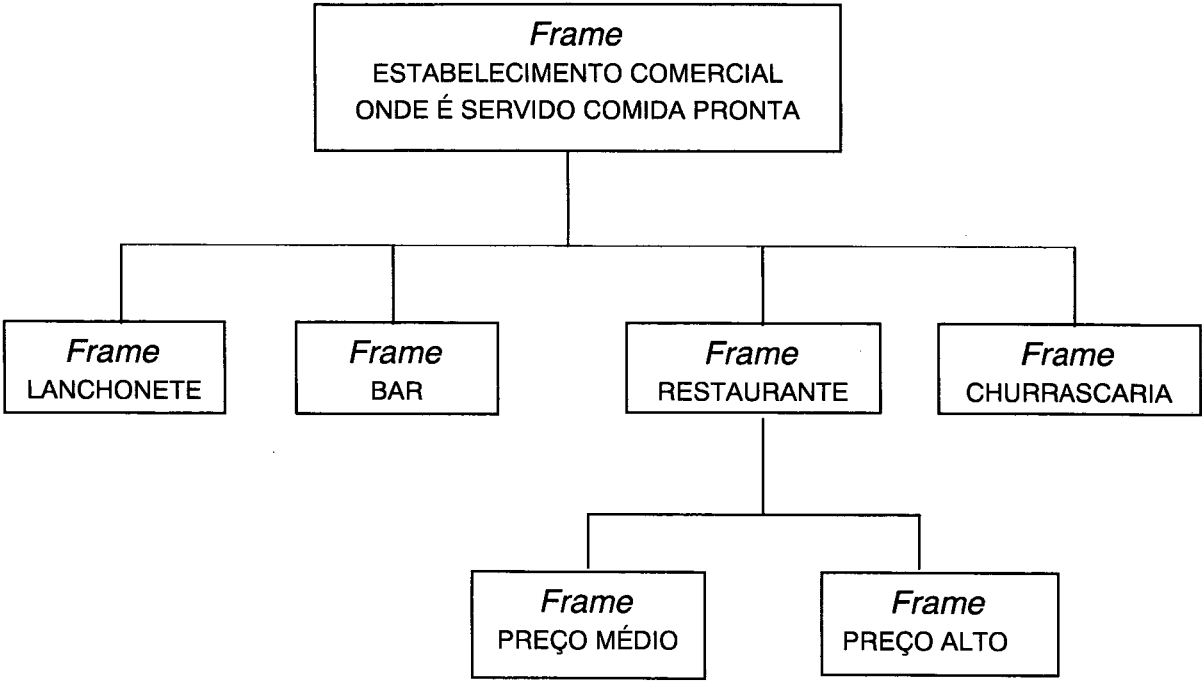 Frame
ESTABELECIMENTO COMERCIAL
ONDE É SERVIDO COMIDA PRONTA
Frame
LANCHONETE
Frame
BAR
Frame
RESTAURANTE
Frame
CHURRASCARIA
Frame
PREÇO MÉDIO
Frame
PREÇO ALTO